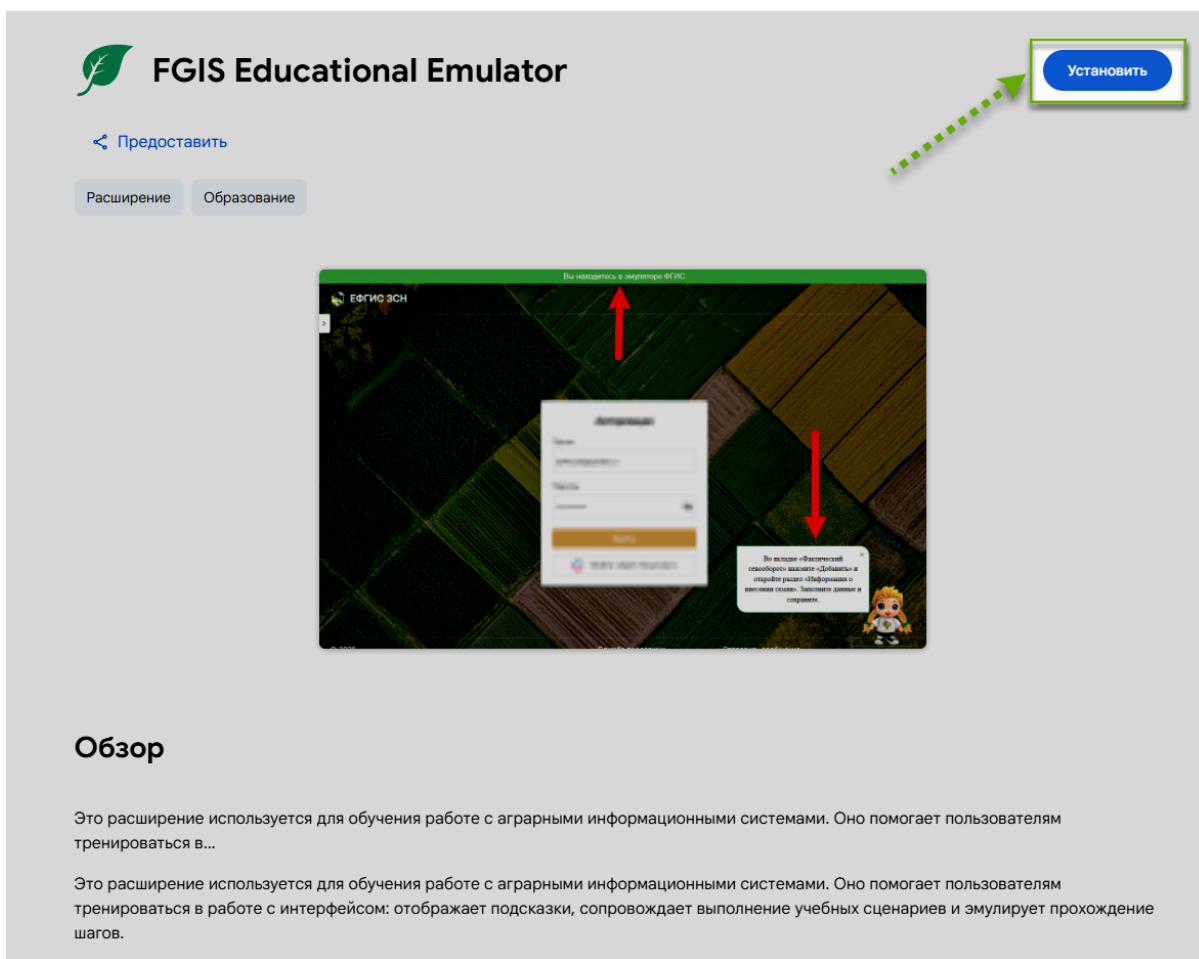 FGIS Educational Emulator
Установить
Предоставить
Расширение
Образование
Вы находитесь в эмуляторе ФГИС
ЕФГИС ЗСН
Авторизация
Пароль
Во вкладке «Фактический
севооборот» нажмите «Добавить» и
откройте раздел «Информация о
внесении семян». Заполните данные и
сохраните.
Обзор
Это расширение используется для обучения работе с аграрными информационными системами. Оно помогает пользователям
тренироваться в...
Это расширение используется для обучения работе с аграрными информационными системами. Оно помогает пользователям
тренироваться в работе с интерфейсом: отображает подсказки, сопровождает выполнение учебных сценариев и эмулирует прохождение
шагов.